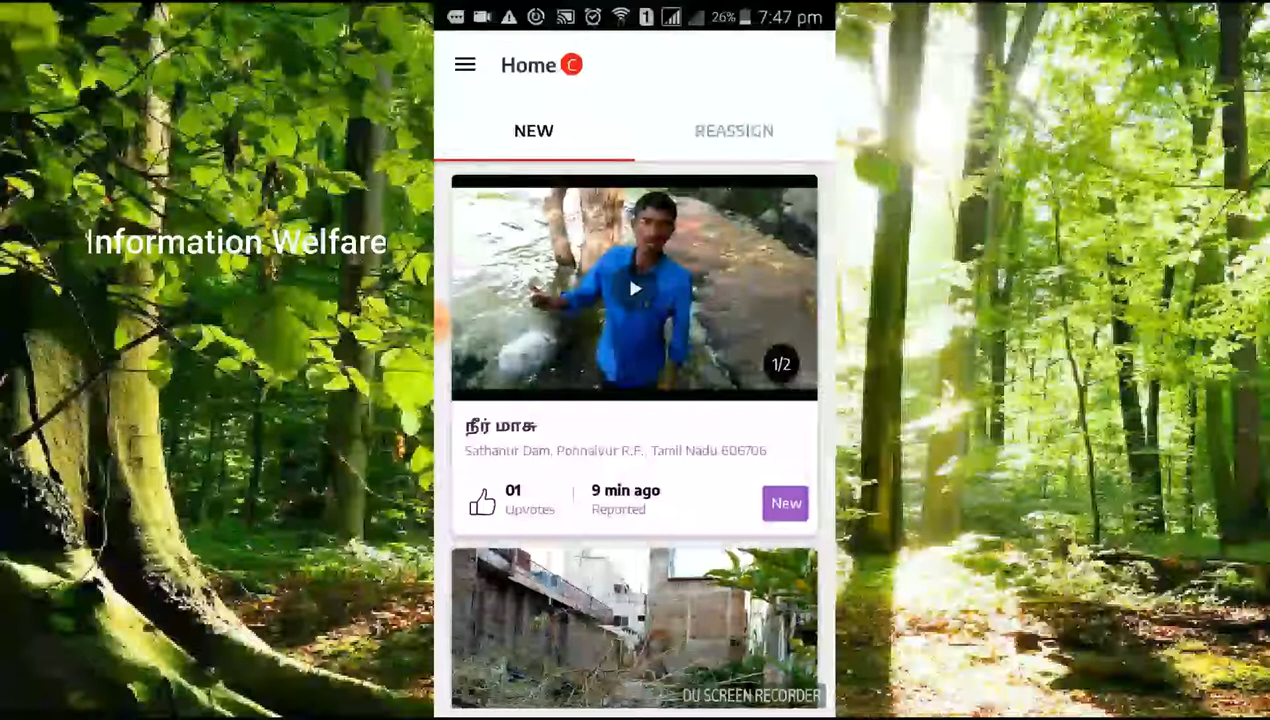 26% 7:47 pm
Home C
NEW REASSIGN
Information Welfare
1/2
நீர் மாசு
Sathanur Dam, Ponnaiyur R.F., Tamil Nadu 606706
01 9 min ago
Upvotes Reported
New
DU SCREEN RECORDER